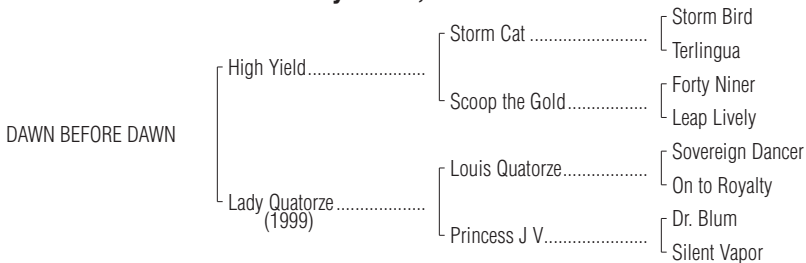 Storm Bird
Storm Cat ........................
Terlingua
High Yield.........................
Forty Niner
Scoop the Gold.................
Leap Lively
DAWN BEFORE DAWN
Sovereign Dancer
Louis Quatorze..................
On to Royalty
Lady Quatorze...................
(1999)
Dr. Blum
Princess J V......................
Silent Vapor